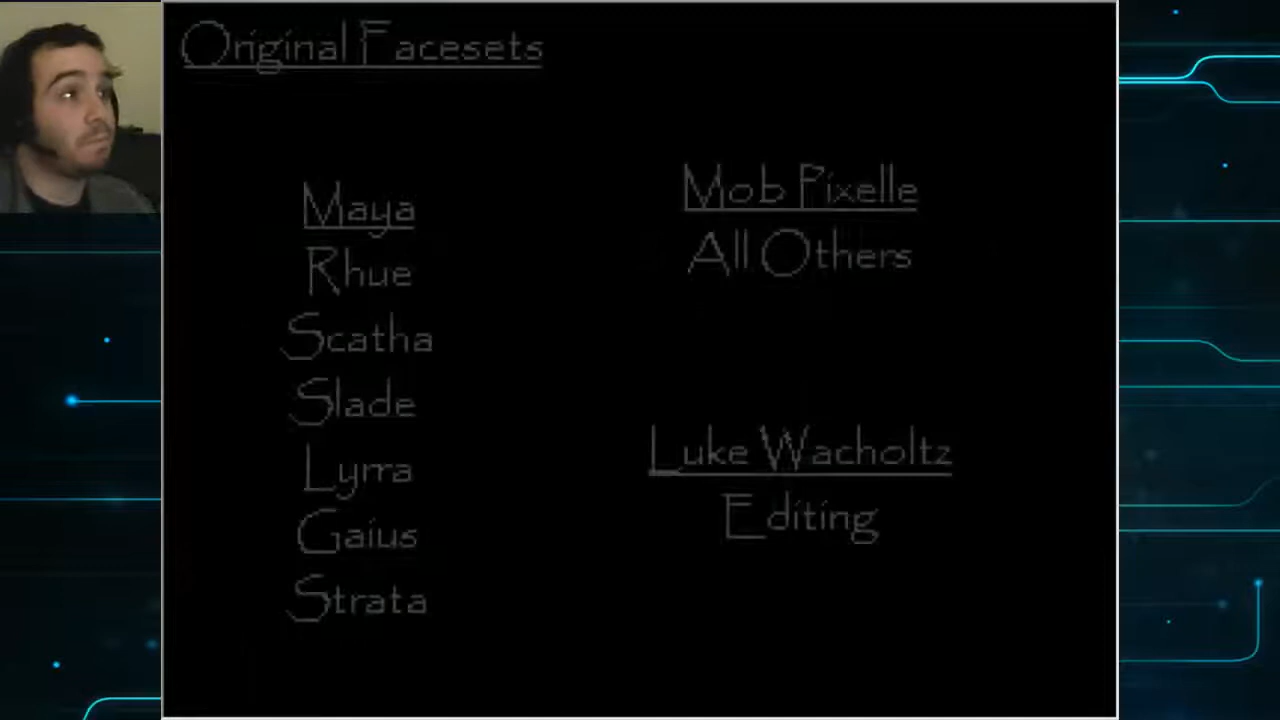 Original Facesets
Maya
Rhue
Scatha
Slade
Lyrra
Gaius
Strata
Mob Pixelle
All Others
Luke Wacholtz
Editing